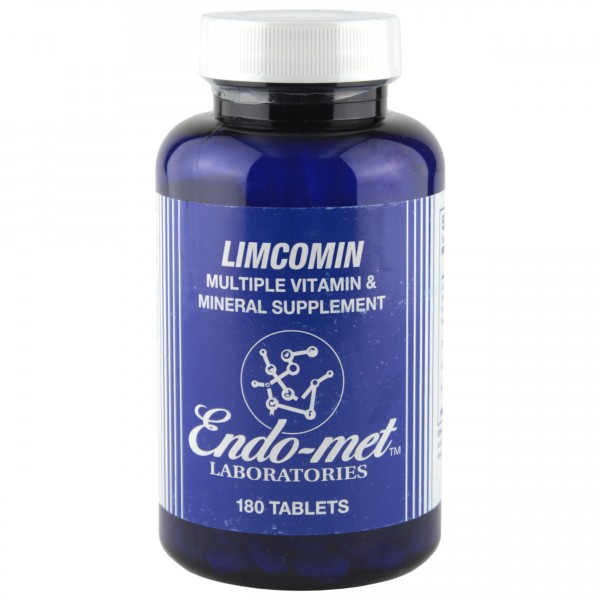 LIMCOMIN
MULTIPLE VITAMIN &
MINERAL SUPPLEMENT
Endo-met™
LABORATORIES
180 TABLETS